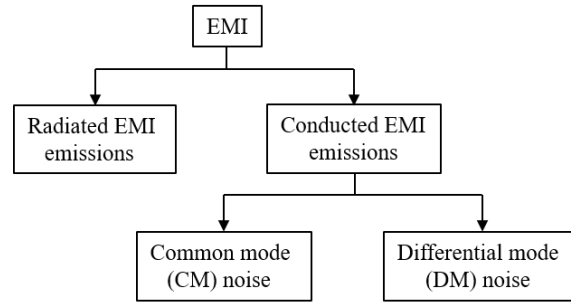 EMI
Radiated EMI
emissions
Conducted EMI
emissions
Common mode
(CM) noise
Differential mode
(DM) noise